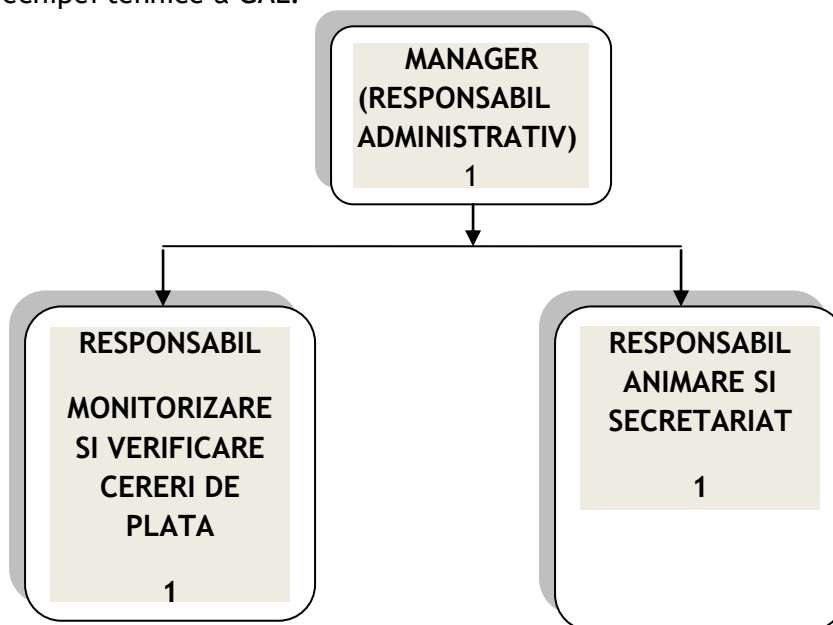 echipei tehnice a GAL.
MANAGER
(RESPONSABIL
ADMINISTRATIV)
1
RESPONSABIL
MONITORIZARE
SI VERIFICARE
CERERI DE
PLATA
1
RESPONSABIL
ANIMARE SI
SECRETARIAT
1